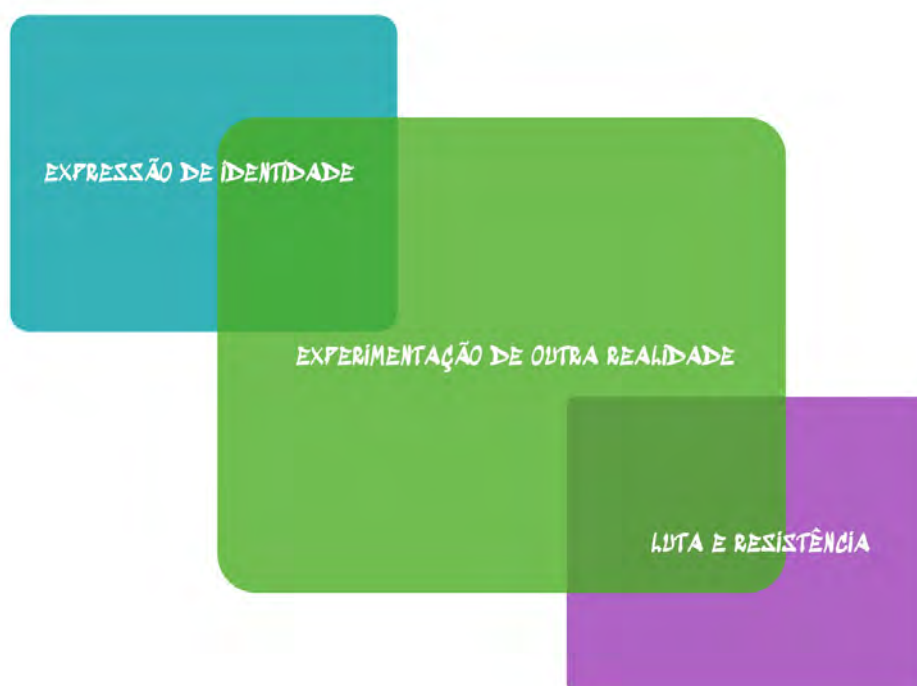 EXPRESSÃO DE IDENTIDADE
EXPERIMENTAÇÃO DE OUTRA REALIDADE
LUTA E RESISTÊNCIA